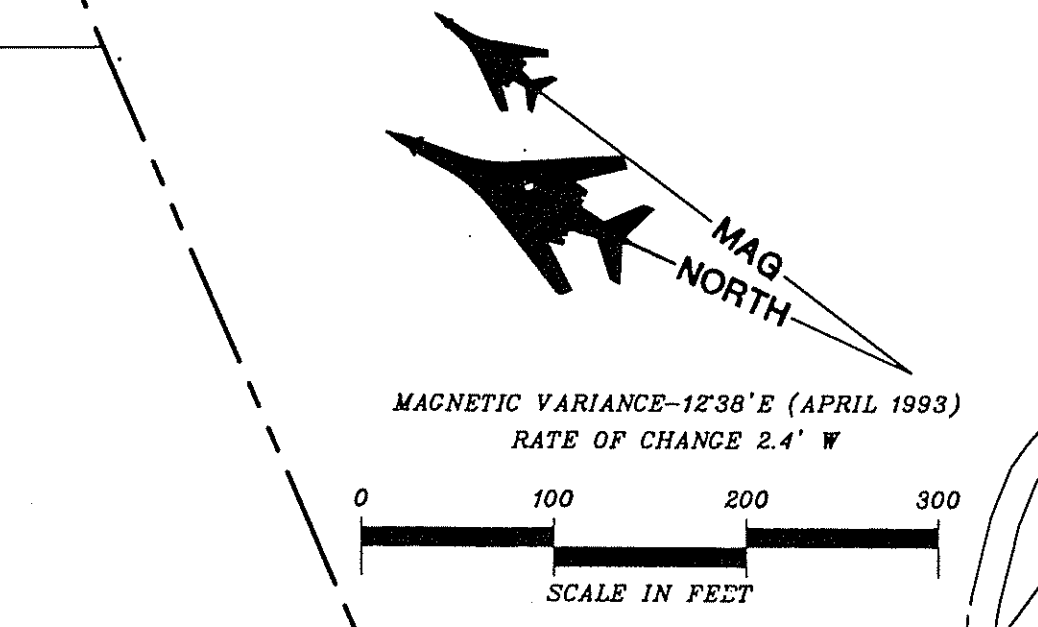 MAG
NORTH
MAGNETIC VARIANCE-12°38'E (APRIL 1993)
RATE OF CHANGE 2.4' W
0 100 200 300
SCALE IN FEET